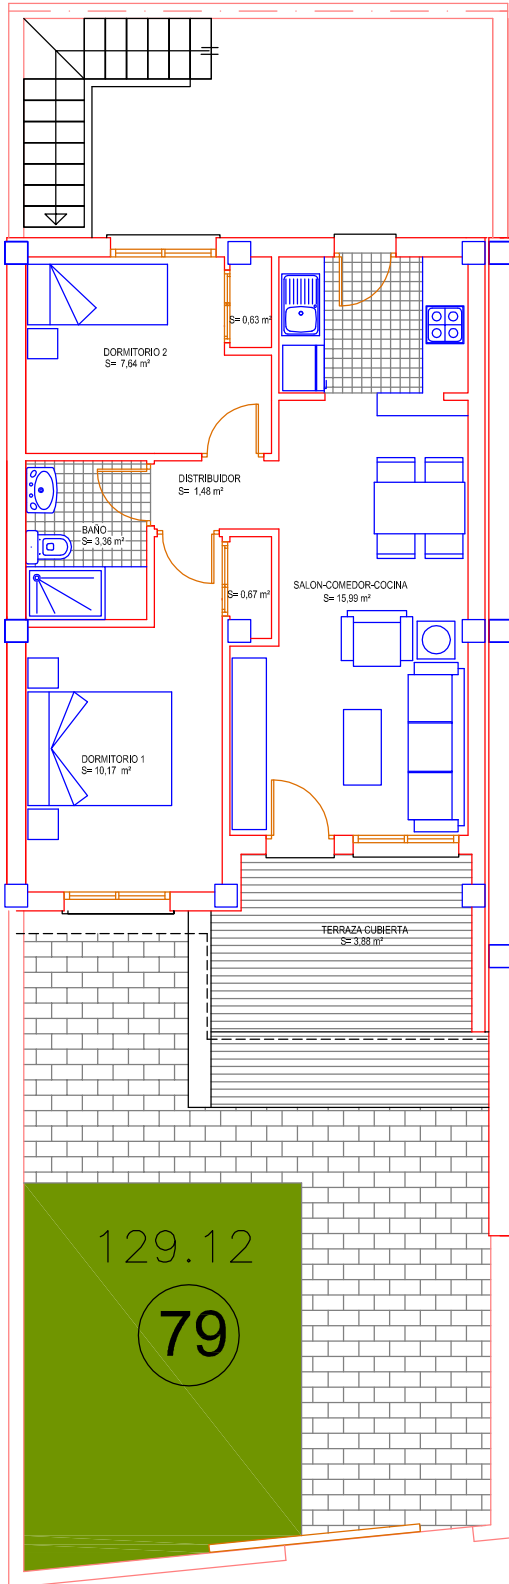 S= 0,63 m²
DORMITORIO 2
S= 7,64 m²
DISTRIBUIDOR
S= 1,48 m²
BAÑO
S= 3,36 m²
SALON-COMEDOR-COCINA
S= 15,99 m²
S= 0,67 m²
DORMITORIO 1
S= 10,17 m²
TERRAZA CUBIERTA
S= 3,88 m²
129.12
79